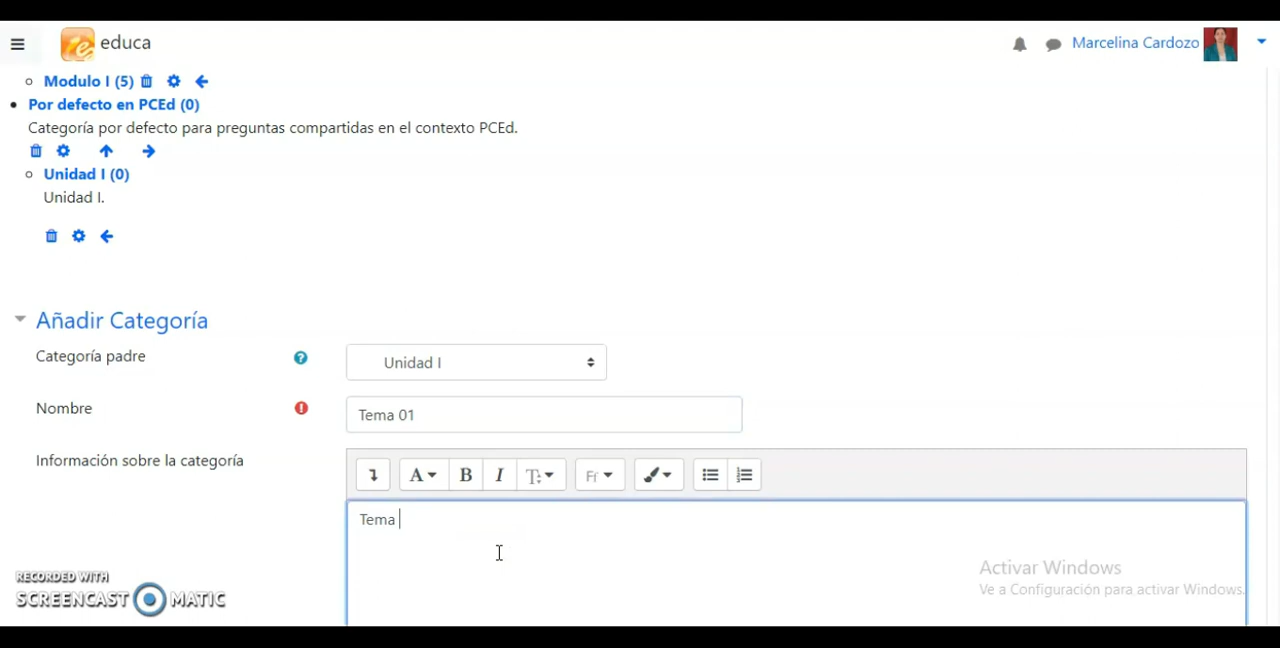 educa
Marcelina Cardozo
Modulo I (5)
Por defecto en PCEd (0)
Categoría por defecto para preguntas compartidas en el contexto PCEd.
Unidad I (0)
Unidad I.
Añadir Categoría
Categoría padre
Unidad I
Nombre
Tema 01
Información sobre la categoría
Tema
Activar Windows
Ve a Configuración para activar Windows.
RECORDED WITH
SCREENCAST MATIC